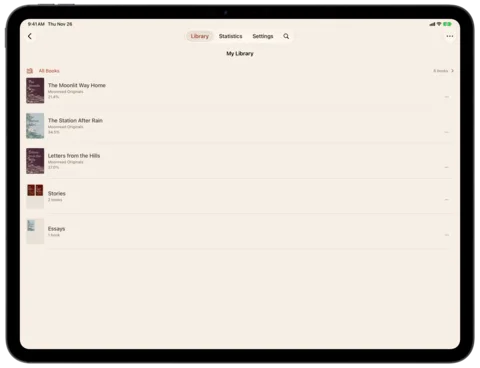 9:41 AM Thu Nov 26
Library
Statistics
Settings
My Library
All Books
The Moonlit Way Home
Moonreed Originals
The Station After Rain
Moonreed Originals
Letters from the Hills
Moonreed Originals
Stories
2 books
Essays
1 book